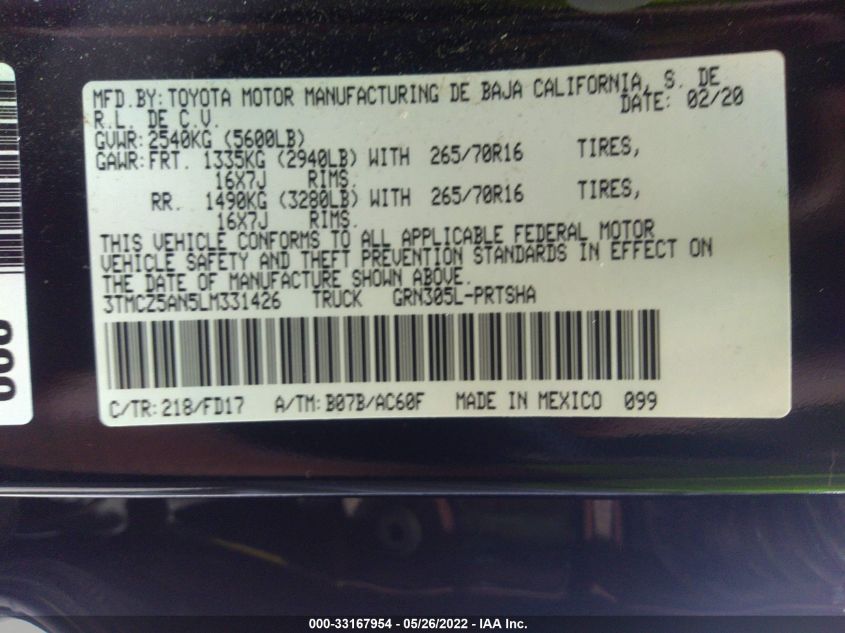 MFD.BY: TOYOTA MOTOR MANUFACTURING DE BAJA CALIFORNIA, S. DE
R.L. DE C.V. DATE: 02/20
GVWR: 2540KG (5600LB)
GAWR: FRT. 1335KG (2940LB) WITH 265/70R16 TIRES,
16X7J RIMS.
RR. 1490KG (3280LB) WITH 265/70R16 TIRES,
16X7J RIMS.
THIS VEHICLE CONFORMS TO ALL APPLICABLE FEDERAL MOTOR
VEHICLE SAFETY AND THEFT PREVENTION STANDARDS IN EFFECT ON
THE DATE OF MANUFACTURE SHOWN ABOVE.
3TMCZ5AN5LM331426 TRUCK GRN305L-PRTSHA
C/TR: 218/FD17 A/TM: B07B/AC60F MADE IN MEXICO 099
000-33167954 - 05/26/2022 - IAA Inc.